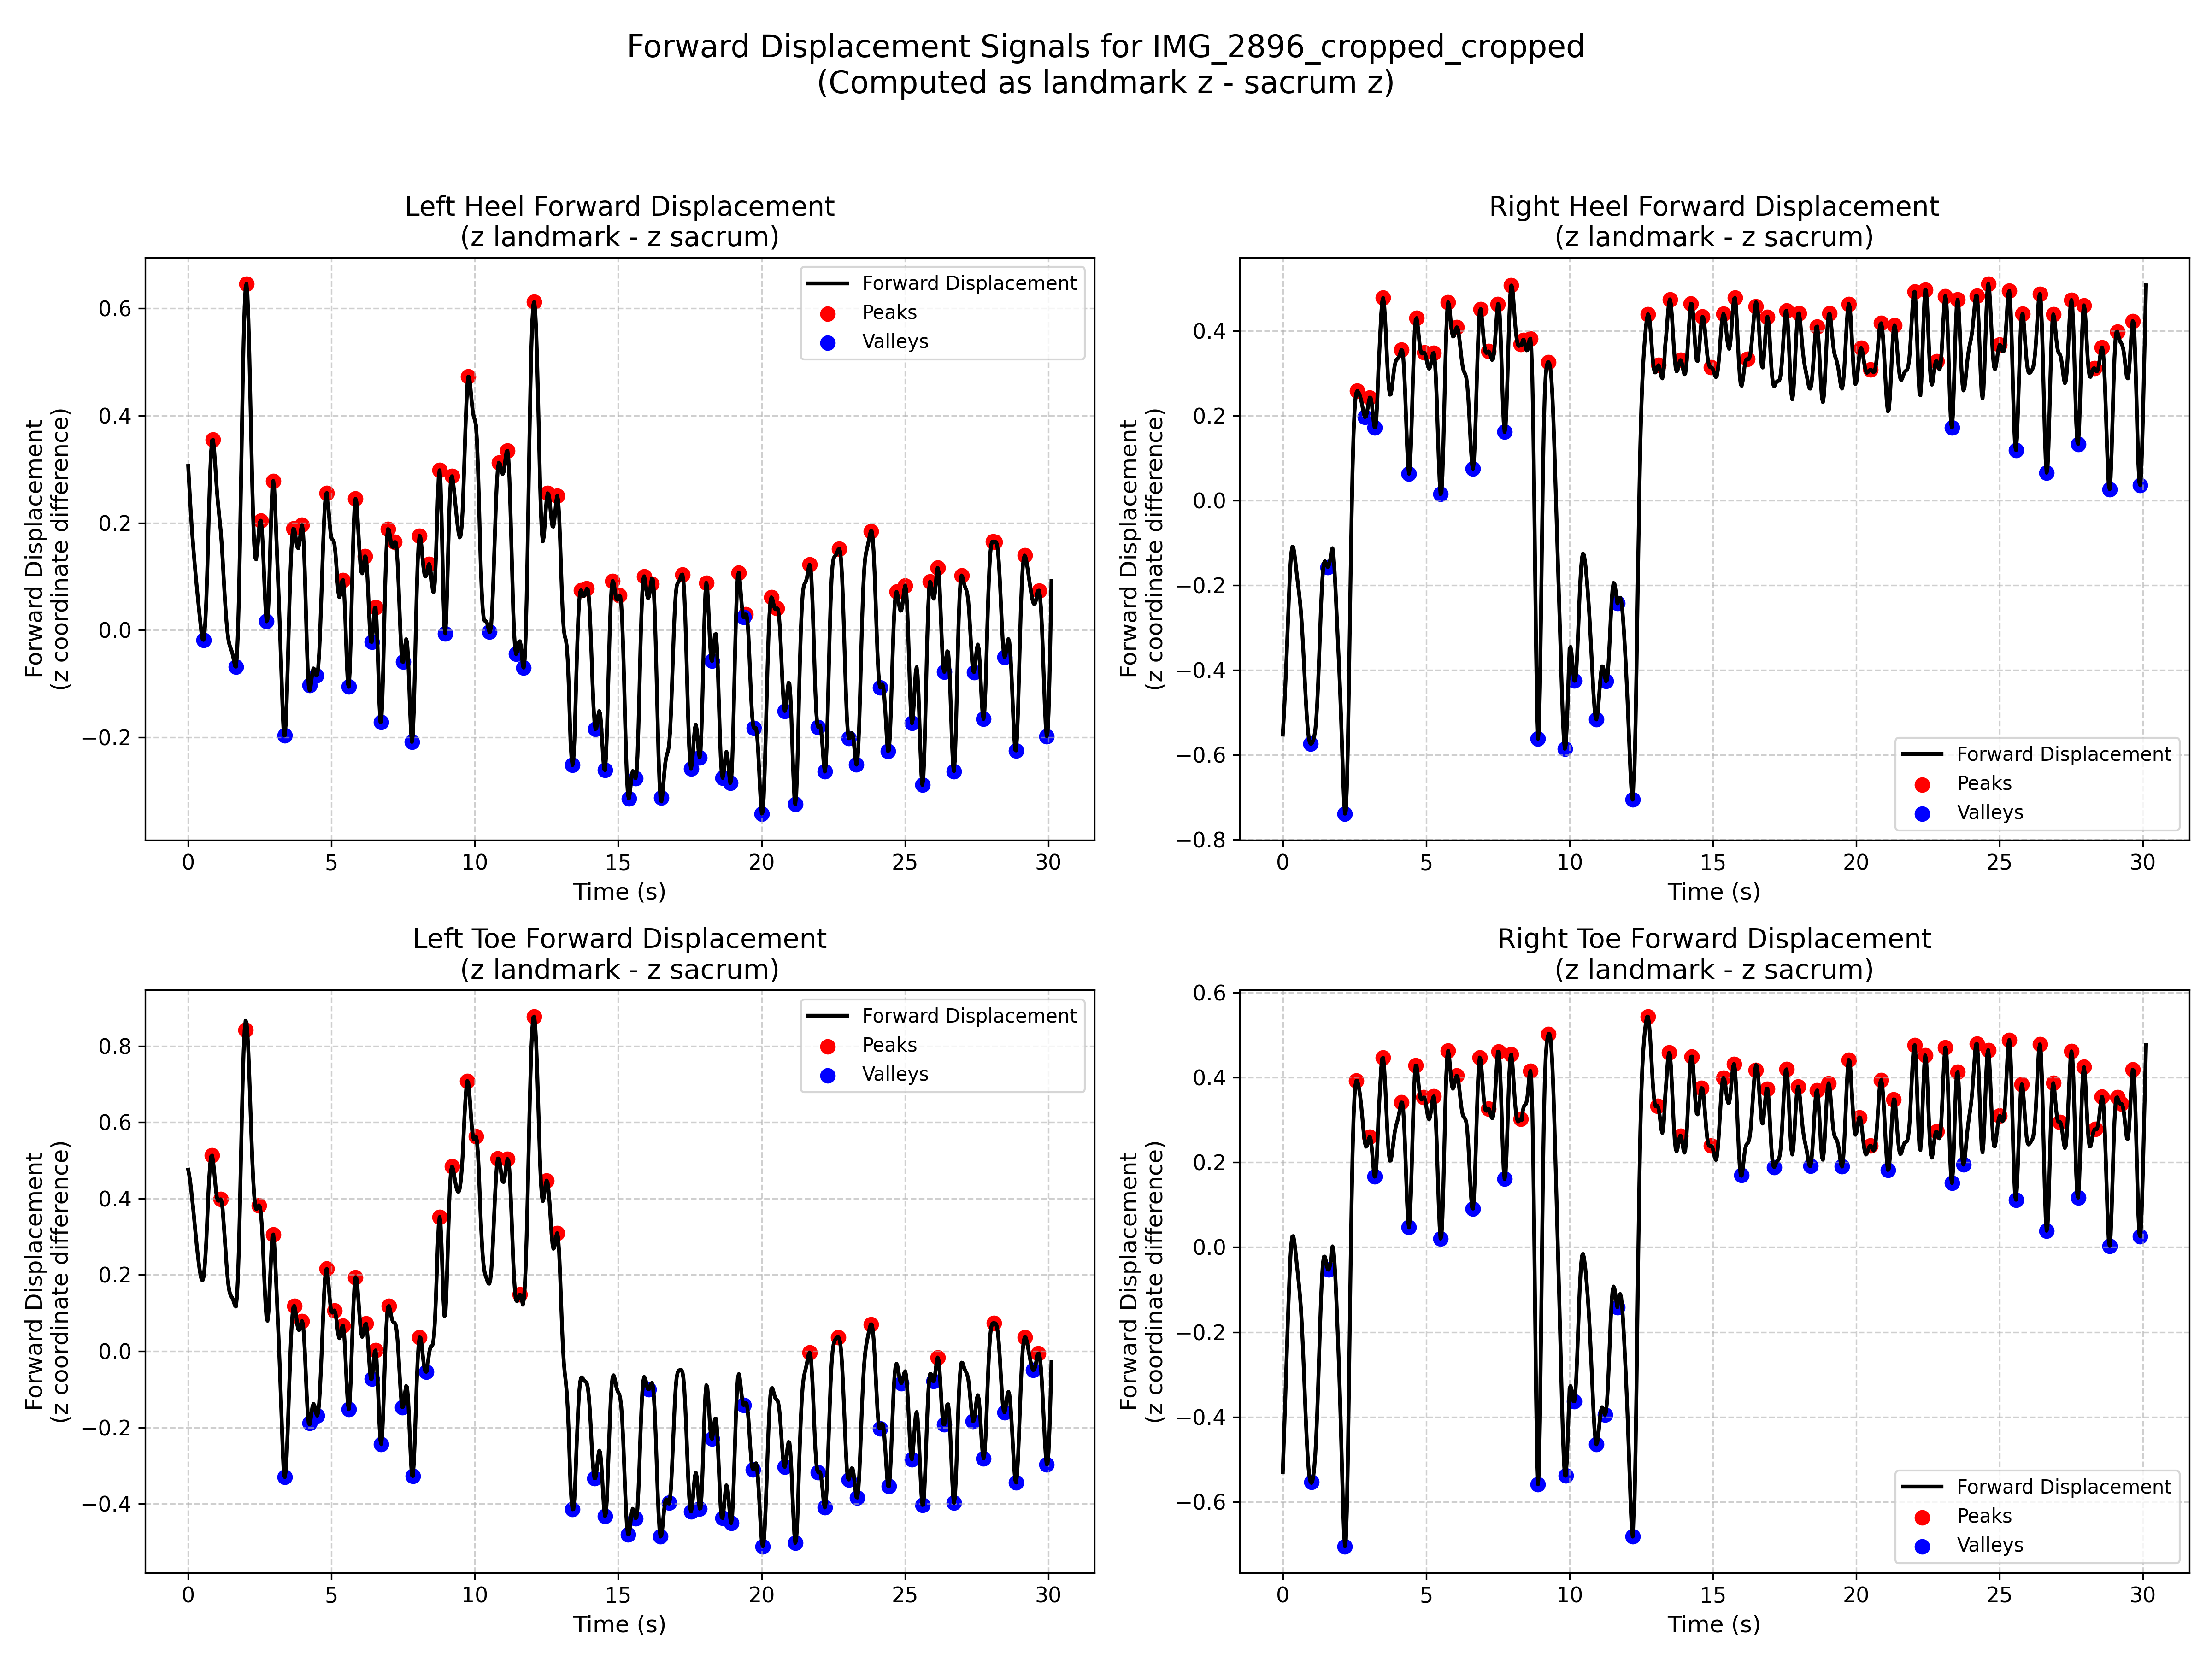 Forward Displacement Signals for IMG_2896_cropped_cropped
(Computed as landmark z - sacrum z)
Left Heel Forward Displacement
(z landmark - z sacrum)
Forward Displacement
(z coordinate difference)
0.6
0.4
0.2
0.0
−0.2
0 5 10 15 20 25 30
Time (s)
Forward Displacement
Peaks
Valleys
Right Heel Forward Displacement
(z landmark - z sacrum)
Forward Displacement
(z coordinate difference)
0.4
0.2
0.0
−0.2
−0.4
−0.6
−0.8
0 5 10 15 20 25 30
Time (s)
Forward Displacement
Peaks
Valleys
Left Toe Forward Displacement
(z landmark - z sacrum)
Forward Displacement
(z coordinate difference)
0.8
0.6
0.4
0.2
0.0
−0.2
−0.4
0 5 10 15 20 25 30
Time (s)
Forward Displacement
Peaks
Valleys
Right Toe Forward Displacement
(z landmark - z sacrum)
Forward Displacement
(z coordinate difference)
0.6
0.4
0.2
0.0
−0.2
−0.4
−0.6
0 5 10 15 20 25 30
Time (s)
Forward Displacement
Peaks
Valleys